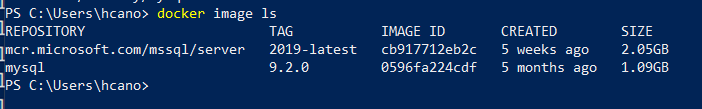 PS C:\Users\hcano> docker image ls
REPOSITORY TAG IMAGE ID CREATED SIZE
mcr.microsoft.com/mssql/server 2019-latest cb917712eb2c 5 weeks ago 2.05GB
mysql 9.2.0 0596fa224cdf 5 months ago 1.09GB
PS C:\Users\hcano>